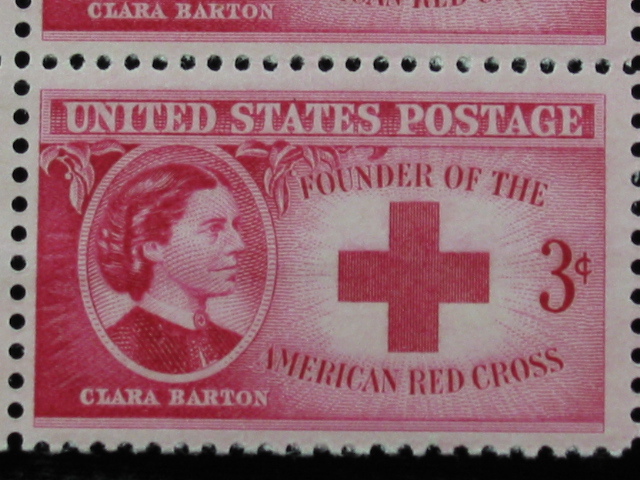 CLARA BARTON
UNITED STATES POSTAGE
FOUNDER OF THE
3¢
AMERICAN RED CROSS
CLARA BARTON